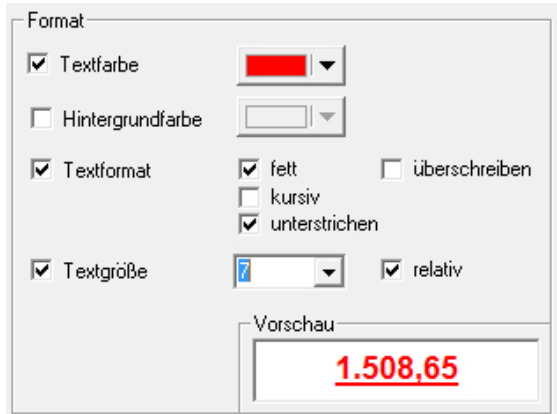 Format
Textfarbe
Hintergrundfarbe
Textformat fett überschreiben
kursiv
unterstrichen
Textgröße 7 relativ
Vorschau
1.508,65